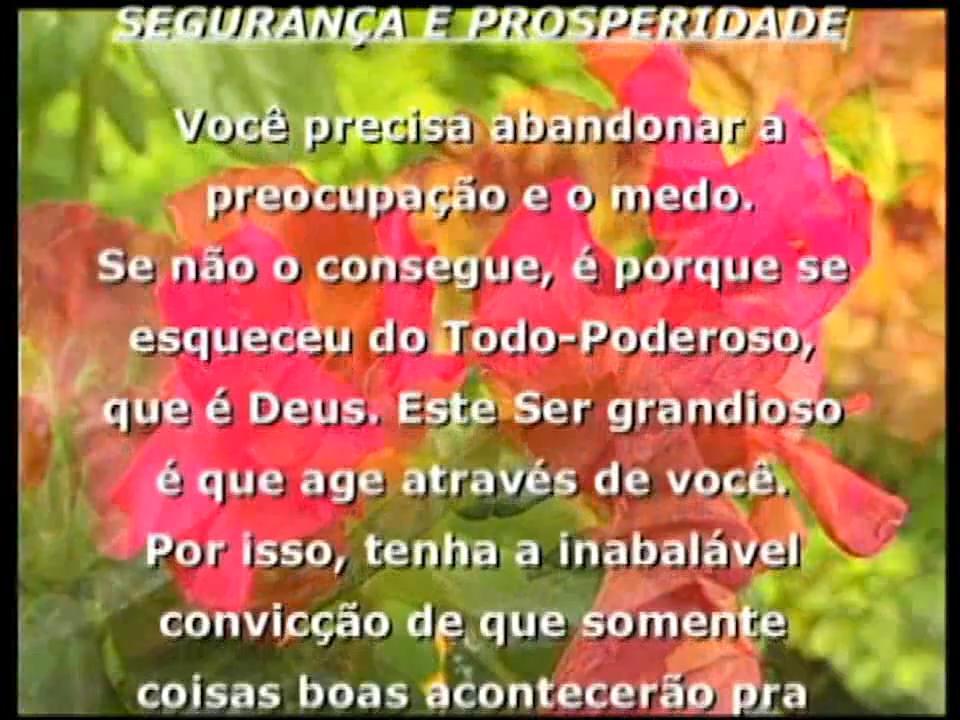 SEGURANÇA E PROSPERIDADE
Você precisa abandonar a
preocupação e o medo.
Se não o consegue, é porque se
esqueceu do Todo-Poderoso,
que é Deus. Este Ser grandioso
é que age através de você.
Por isso, tenha a inabalável
convicção de que somente
coisas boas acontecerão pra